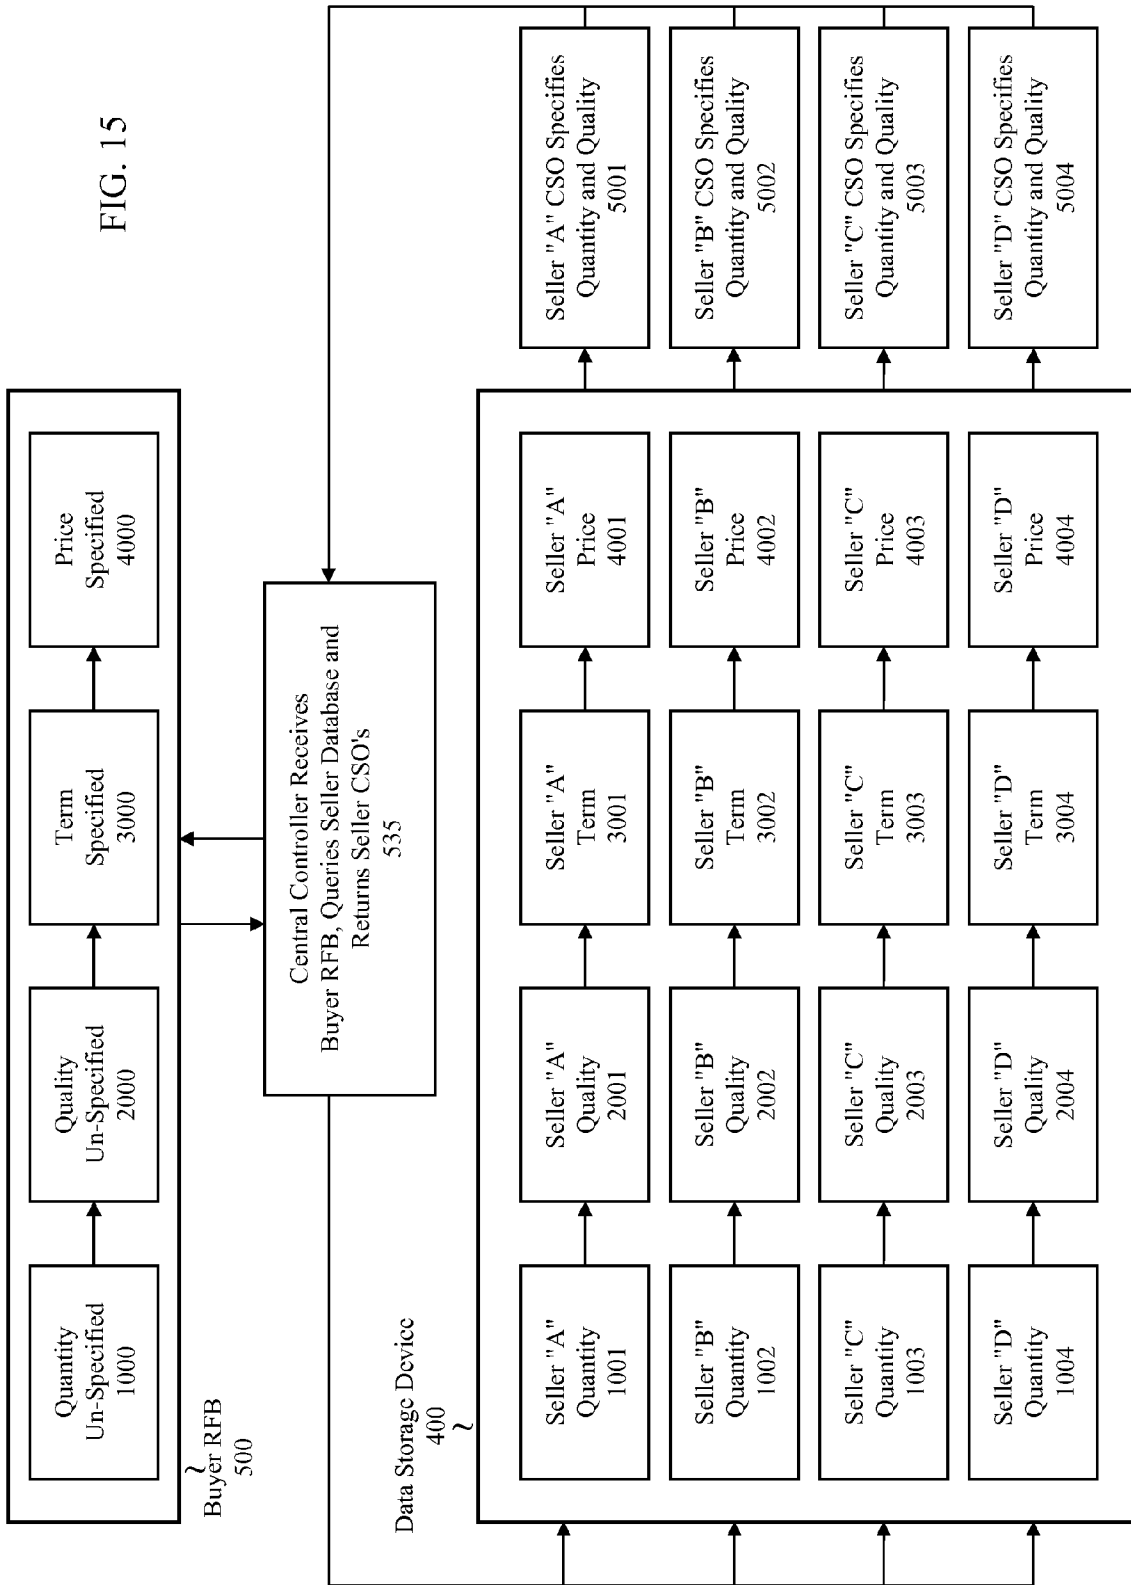 FIG. 15
Quantity
Un-Specified
1000
Quality
Un-Specified
2000
Term
Specified
3000
Price
Specified
4000
Buyer RFB
500
Central Controller Receives
Buyer RFB, Queries Seller Database and
Returns Seller CSO's
535
Data Storage Device
400
Seller "A"
Quantity
1001
Seller "A"
Quality
2001
Seller "A"
Term
3001
Seller "A"
Price
4001
Seller "A" CSO Specifies
Quantity and Quality
5001
Seller "B"
Quantity
1002
Seller "B"
Quality
2002
Seller "B"
Term
3002
Seller "B"
Price
4002
Seller "B" CSO Specifies
Quantity and Quality
5002
Seller "C"
Quantity
1003
Seller "C"
Quality
2003
Seller "C"
Term
3003
Seller "C"
Price
4003
Seller "C" CSO Specifies
Quantity and Quality
5003
Seller "D"
Quantity
1004
Seller "D"
Quality
2004
Seller "D"
Term
3004
Seller "D"
Price
4004
Seller "D" CSO Specifies
Quantity and Quality
5004